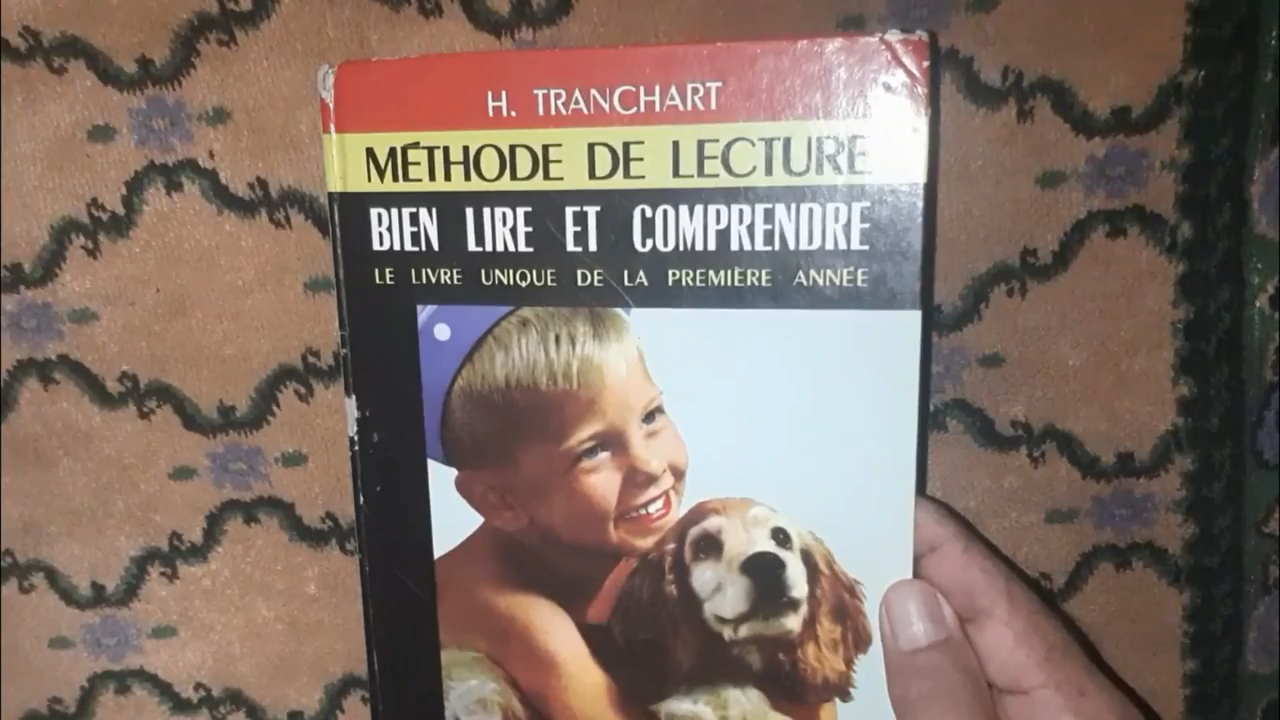 H. TRANCHART
MÉTHODE DE LECTURE
BIEN LIRE ET COMPRENDRE
LE LIVRE UNIQUE DE LA PREMIÈRE ANNÉE